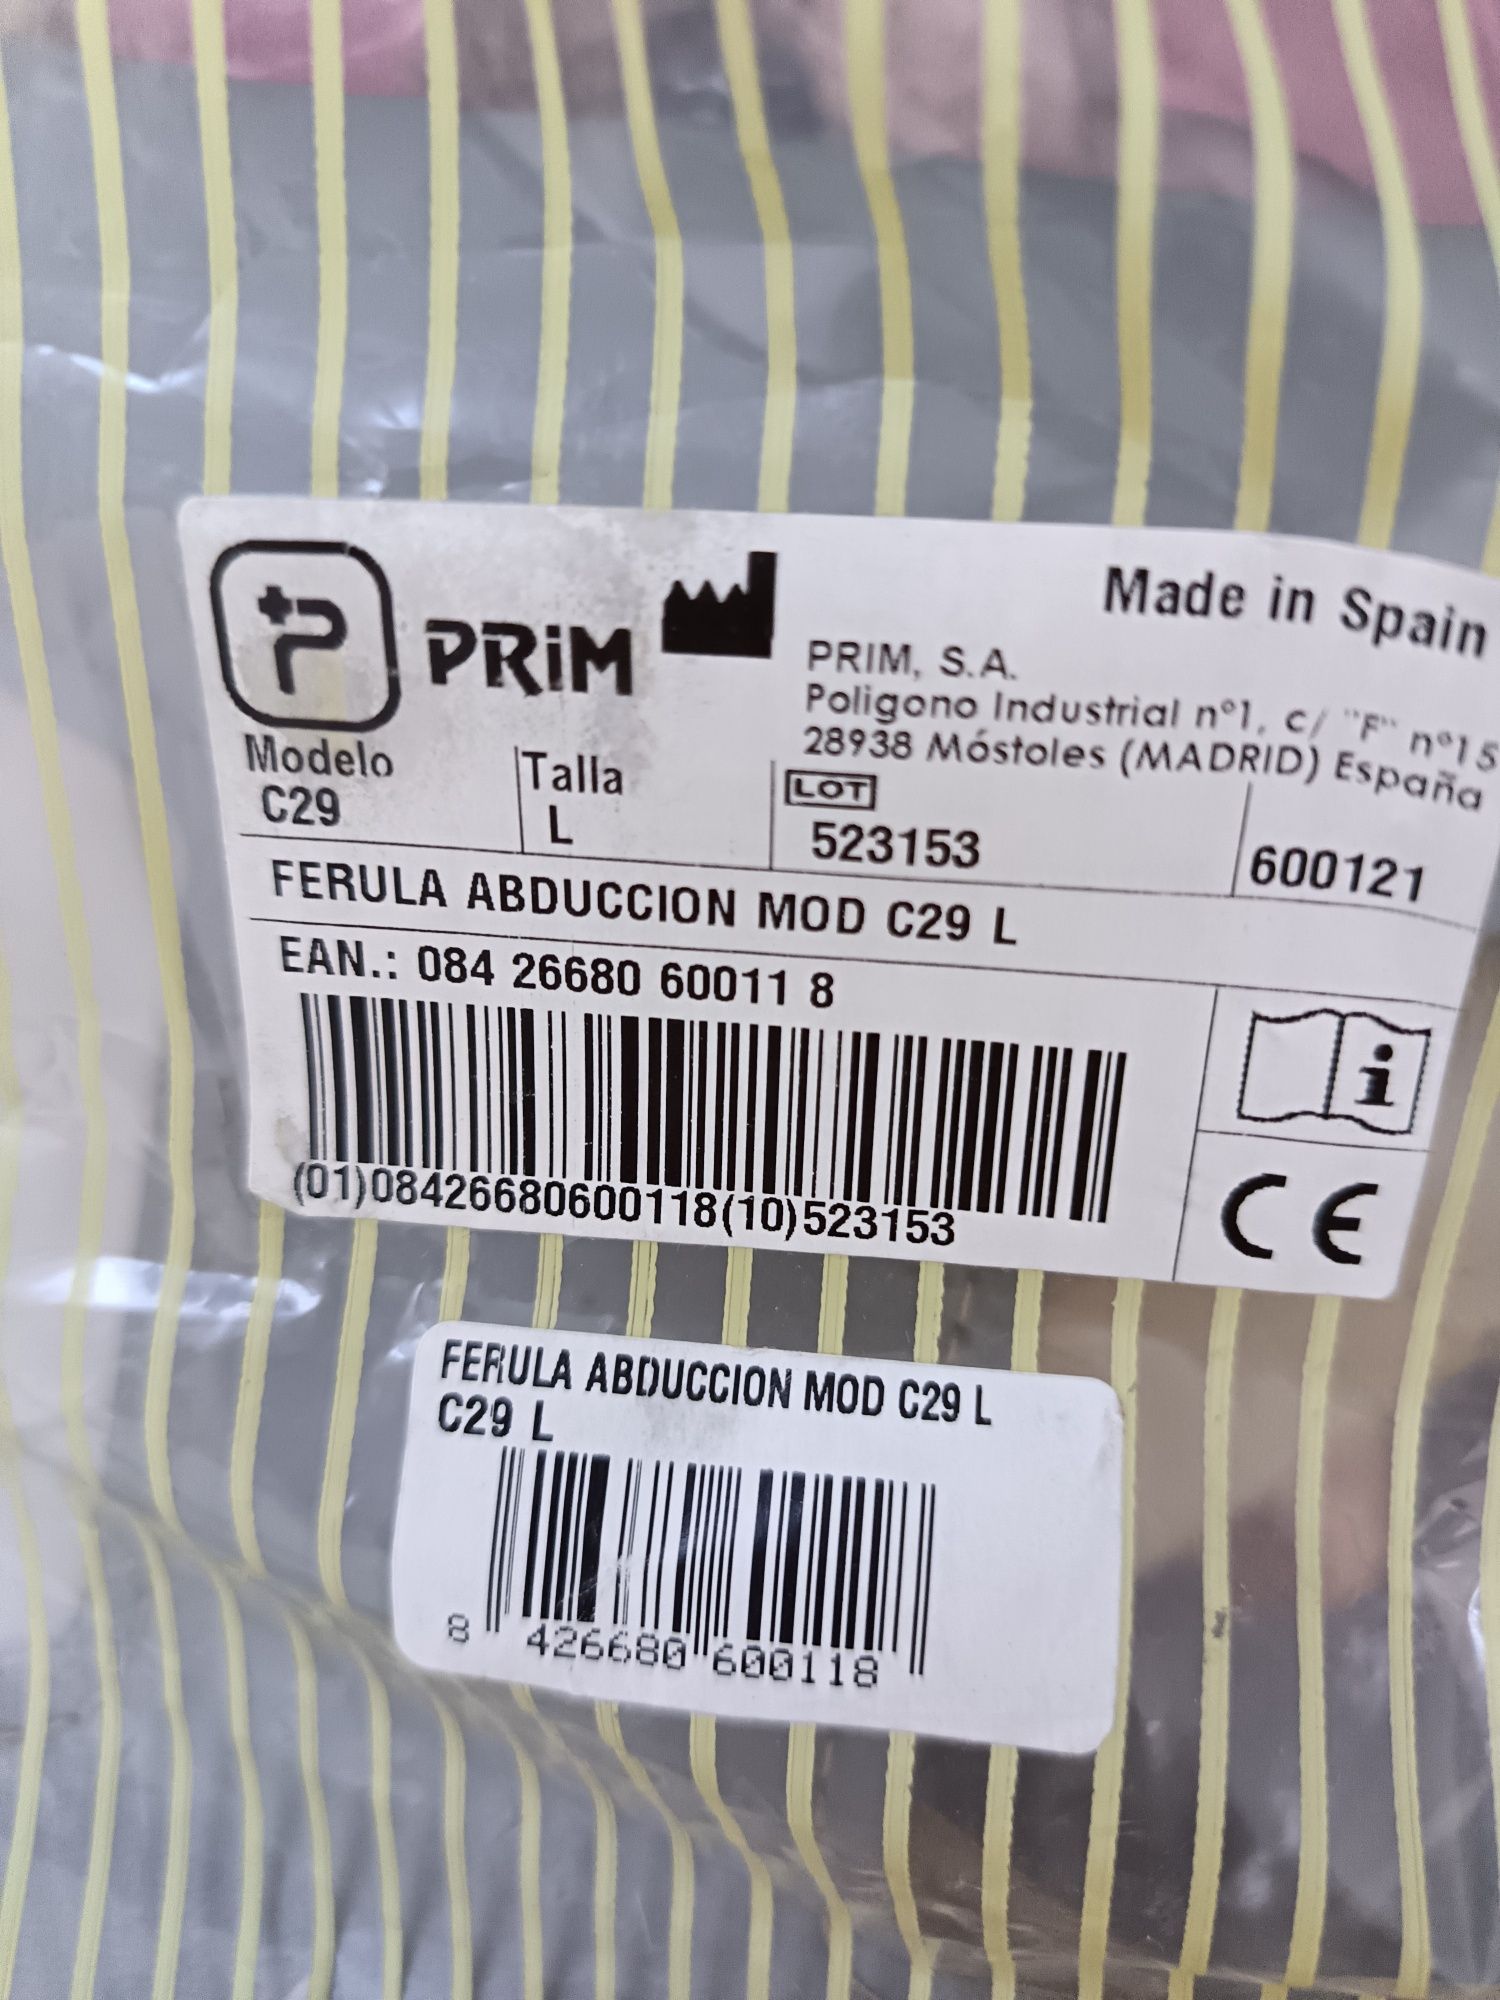 PRiM
Made in Spain
PRIM, S.A.
Poligono Industrial nº1, c/ "F" nº15
28938 Móstoles (MADRID) España
Modelo
C29
Talla
L
LOT
523153
600121
FERULA ABDUCCION MOD C29 L
EAN.: 084 26680 60011 8
(01)08426680600118(10)523153
i
CE
FERULA ABDUCCION MOD C29 L
C29 L
8 426680 600118